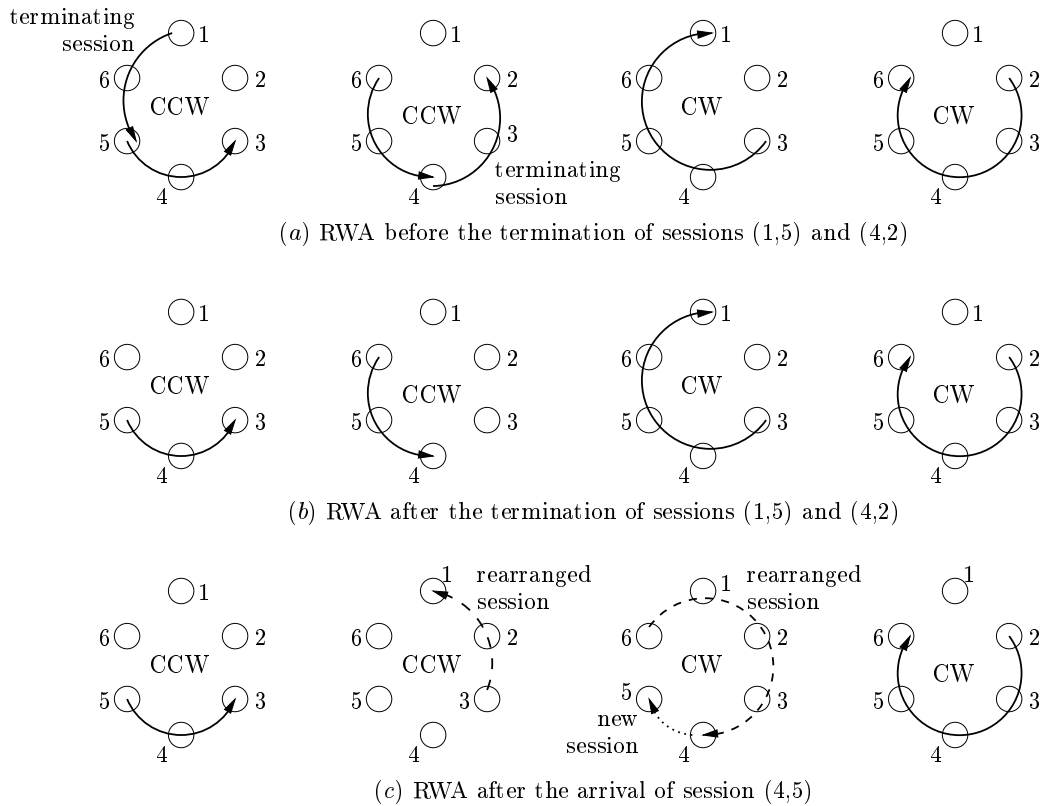 terminating
session
1
6
2
CCW
5
3
4
1
6
2
CCW
5
3
4
terminating
session
1
6
2
CW
5
3
4
1
6
2
CW
5
3
4
(a) RWA before the termination of sessions (1,5) and (4,2)
1
6
2
CCW
5
3
4
1
6
2
CCW
5
3
4
1
6
2
CW
5
3
4
1
6
2
CW
5
3
4
(b) RWA after the termination of sessions (1,5) and (4,2)
1
6
2
CCW
5
3
4
1
rearranged
session
6
2
CCW
5
3
4
1
rearranged
session
6
2
CW
5
3
new
session
4
1
6
2
CW
5
3
4
(c) RWA after the arrival of session (4,5)